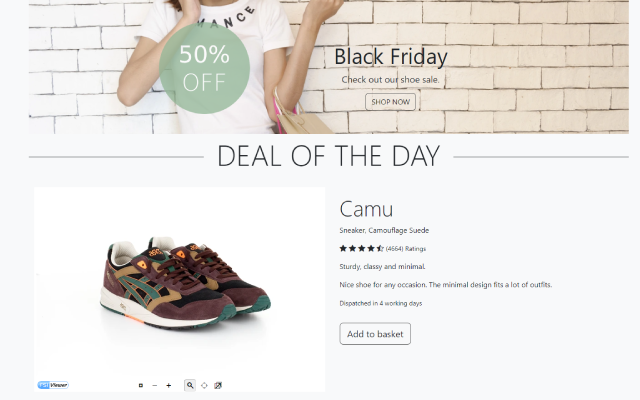 VANCE
50%
OFF
Black Friday
Check out our shoe sale.
SHOP NOW
DEAL OF THE DAY
Camu
Sneaker, Camouflage Suede
(4664) Ratings
Sturdy, classy and minimal.
Nice shoe for any occasion. The minimal design fits a lot of outfits.
Dispatched in 4 working days
Add to basket
Viewer